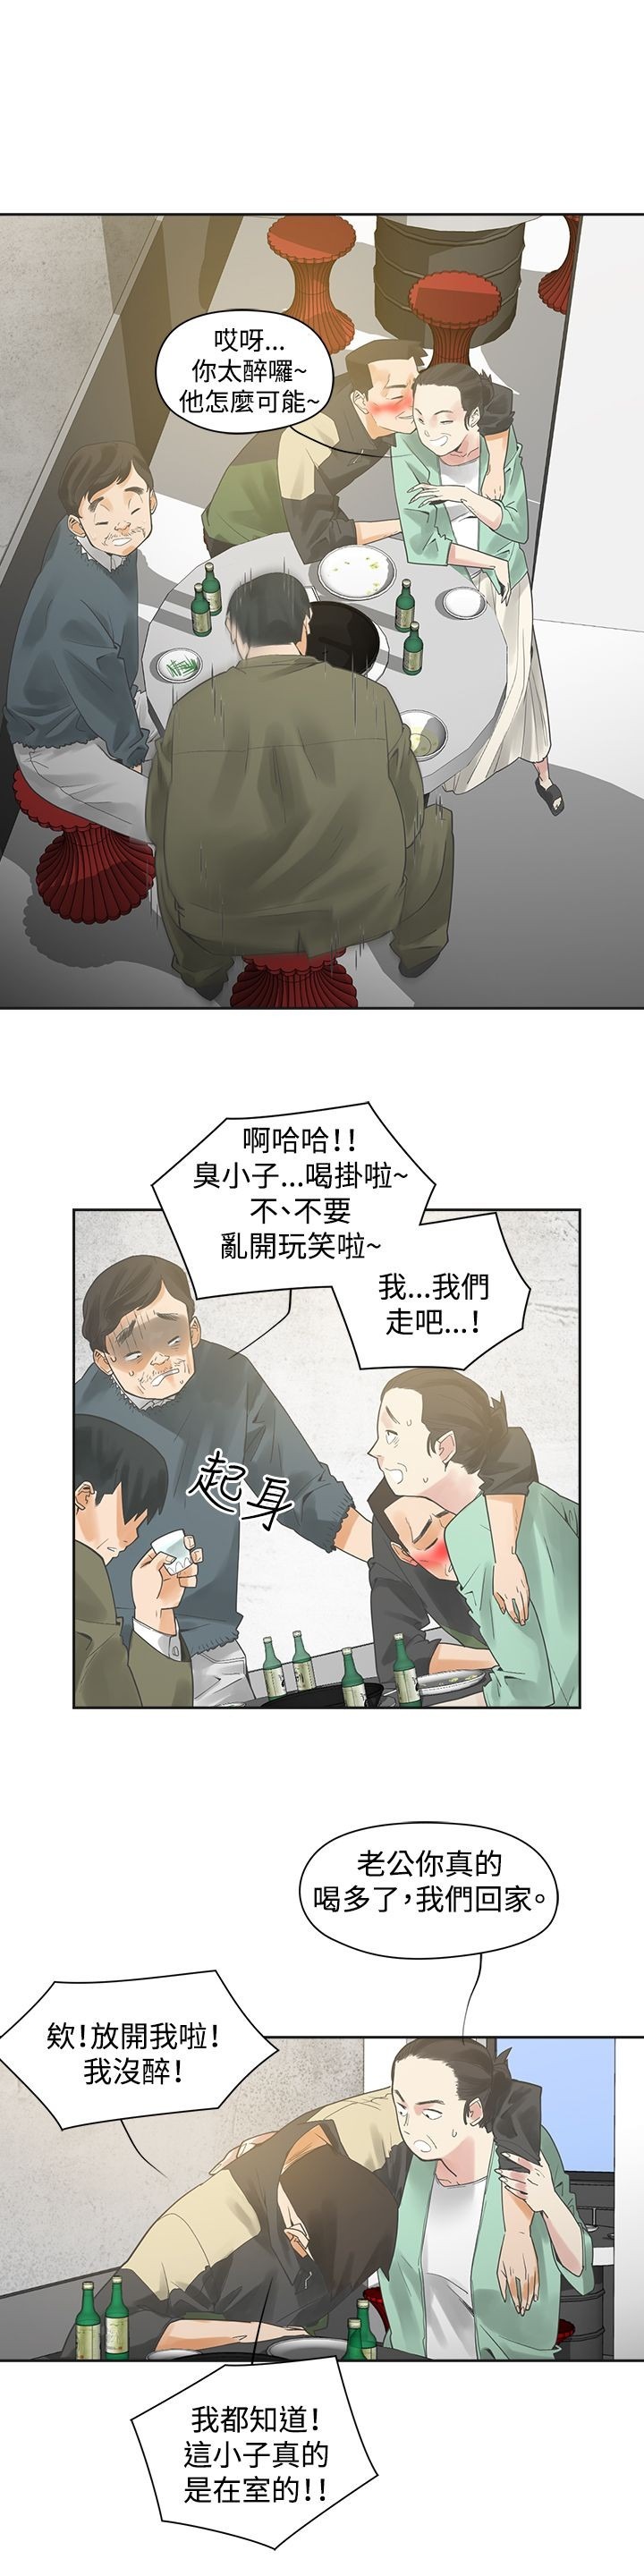 哎呀…
你太醉囉~
他怎麼可能~
啊哈哈!!
臭小子…喝掛啦~
不、不要
亂開玩笑啦~
我…我們
走吧…!
起身
老公你真的
喝多了，我們回家。
欸!放開我啦!
我沒醉!
我都知道!
這小子真的
是在室的!!